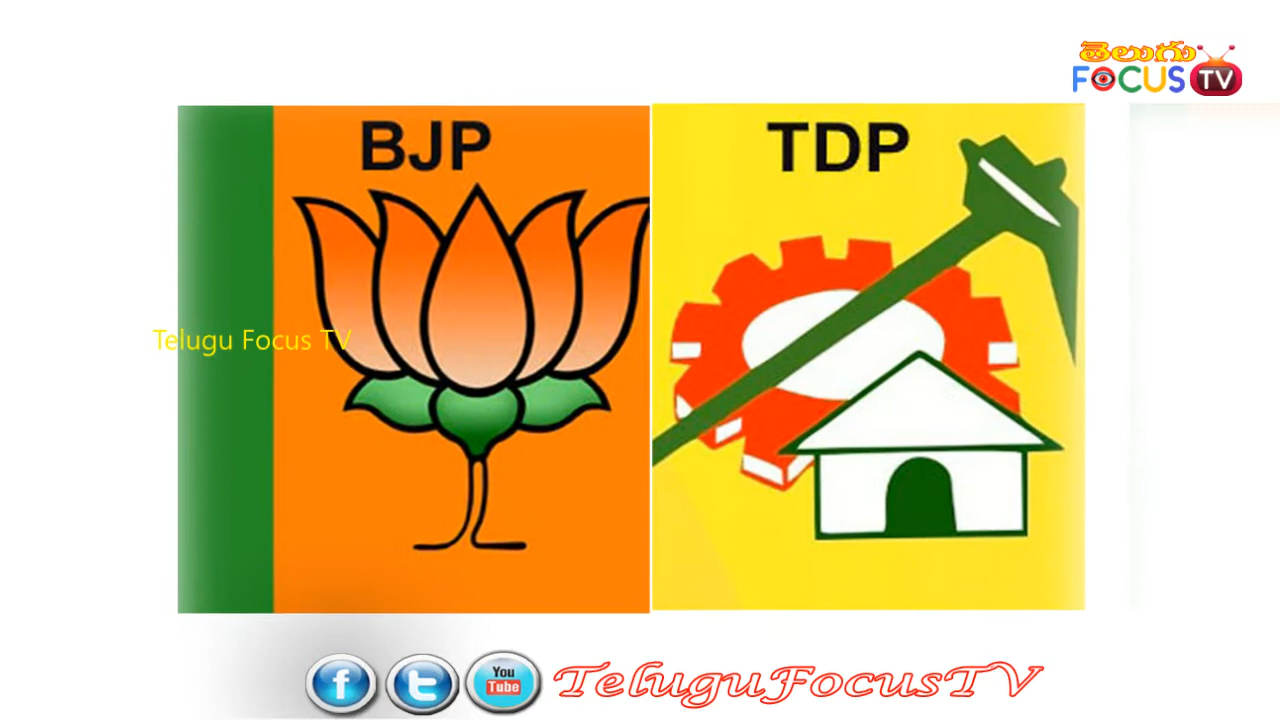 తెలుగు
FOCUS TV
BJP
TDP
Telugu Focus TV
f
t
You
Tube
TeluguFocusTV